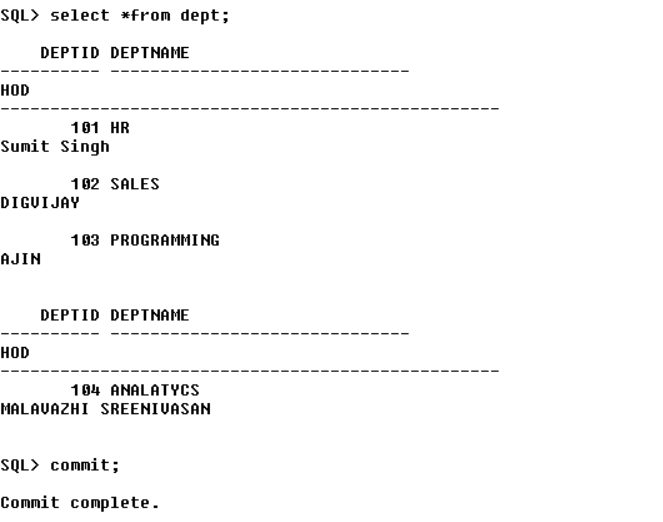 SQL> select *from dept;
DEPTID DEPTNAME
---------- ------------------------------
HOD
--------------------------------------------------
101 HR
Sumit Singh
102 SALES
DIGVIJAY
103 PROGRAMMING
AJIN
DEPTID DEPTNAME
---------- ------------------------------
HOD
--------------------------------------------------
104 ANALATYCS
MALAVAZHI SREENIVASAN
SQL> commit;
Commit complete.